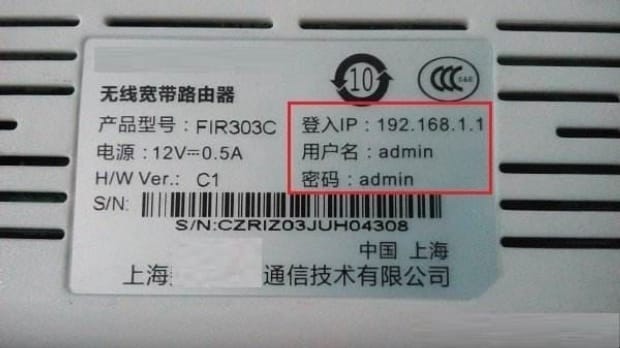 10
CCC S&E
无线宽带路由器
产品型号：FIR303C
电源：12V⎓0.5A
H/W Ver.: C1
登入IP：192.168.1.1
用户名：admin
密码：admin
S/N:
S/N:CZRIZ03JUH04308
中国 上海
上海 通信技术有限公司